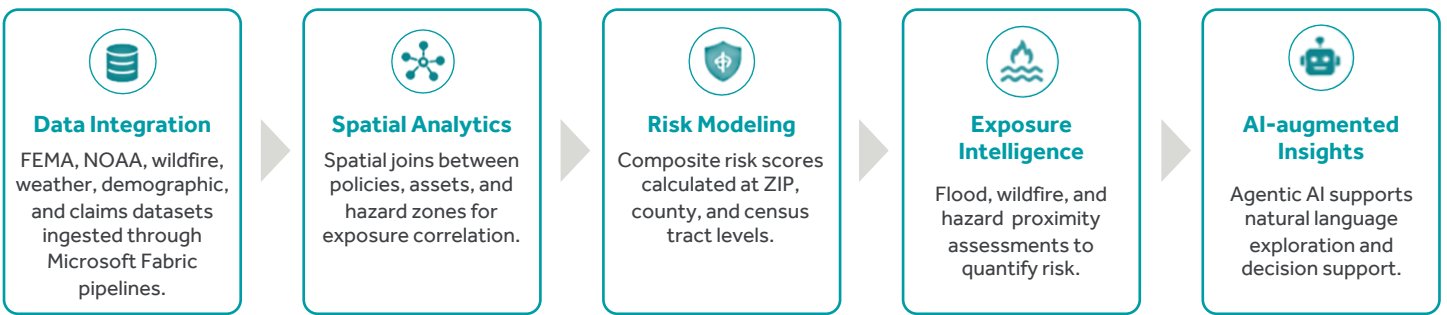 Data Integration
FEMA, NOAA, wildfire,
weather, demographic,
and claims datasets
ingested through
Microsoft Fabric
pipelines.
Spatial Analytics
Spatial joins between
policies, assets, and
hazard zones for
exposure correlation.
Risk Modeling
Composite risk scores
calculated at ZIP,
county, and census
tract levels.
Exposure
Intelligence
Flood, wildfire, and
hazard proximity
assessments to
quantify risk.
AI-augmented
Insights
Agentic AI supports
natural language
exploration and
decision support.